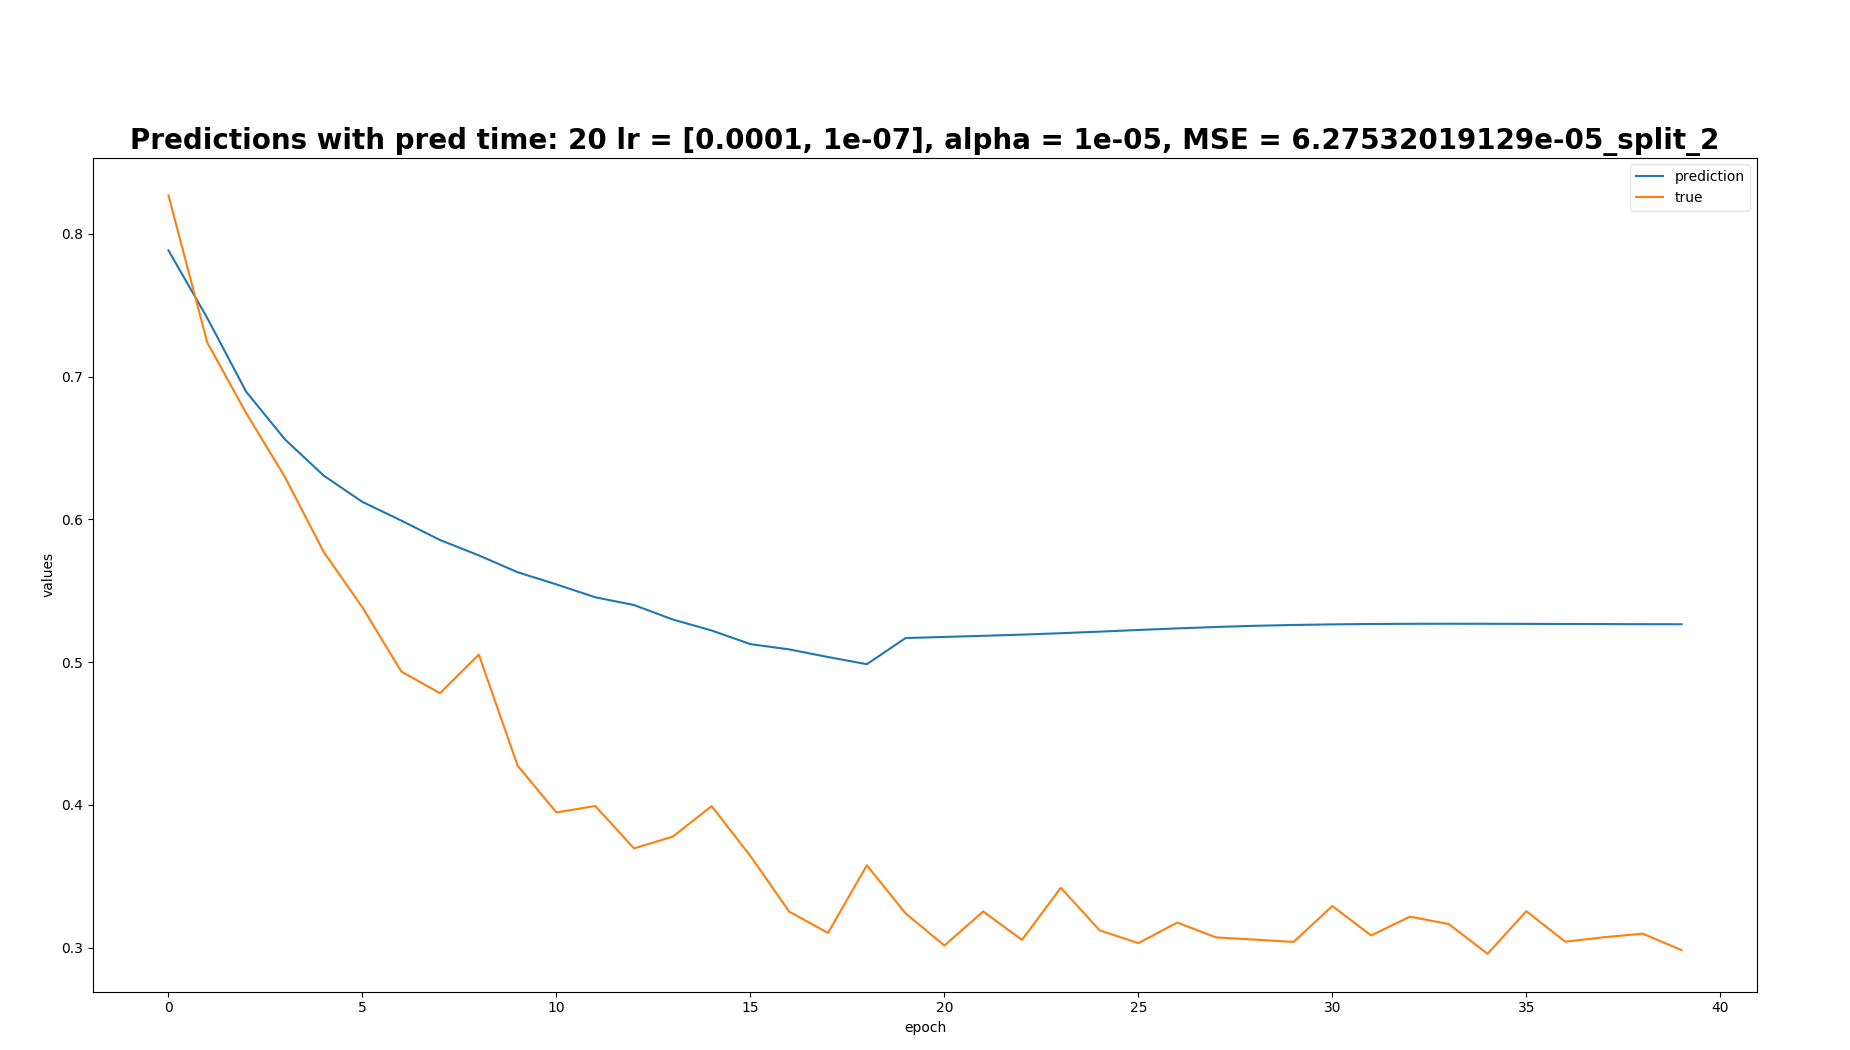 Predictions with pred time: 20 lr = [0.0001, 1e-07], alpha = 1e-05, MSE = 6.27532019129e-05_split_2
prediction
true
0.8
0.7
0.6
0.5
0.4
0.3
values
0 5 10 15 20 25 30 35 40
epoch